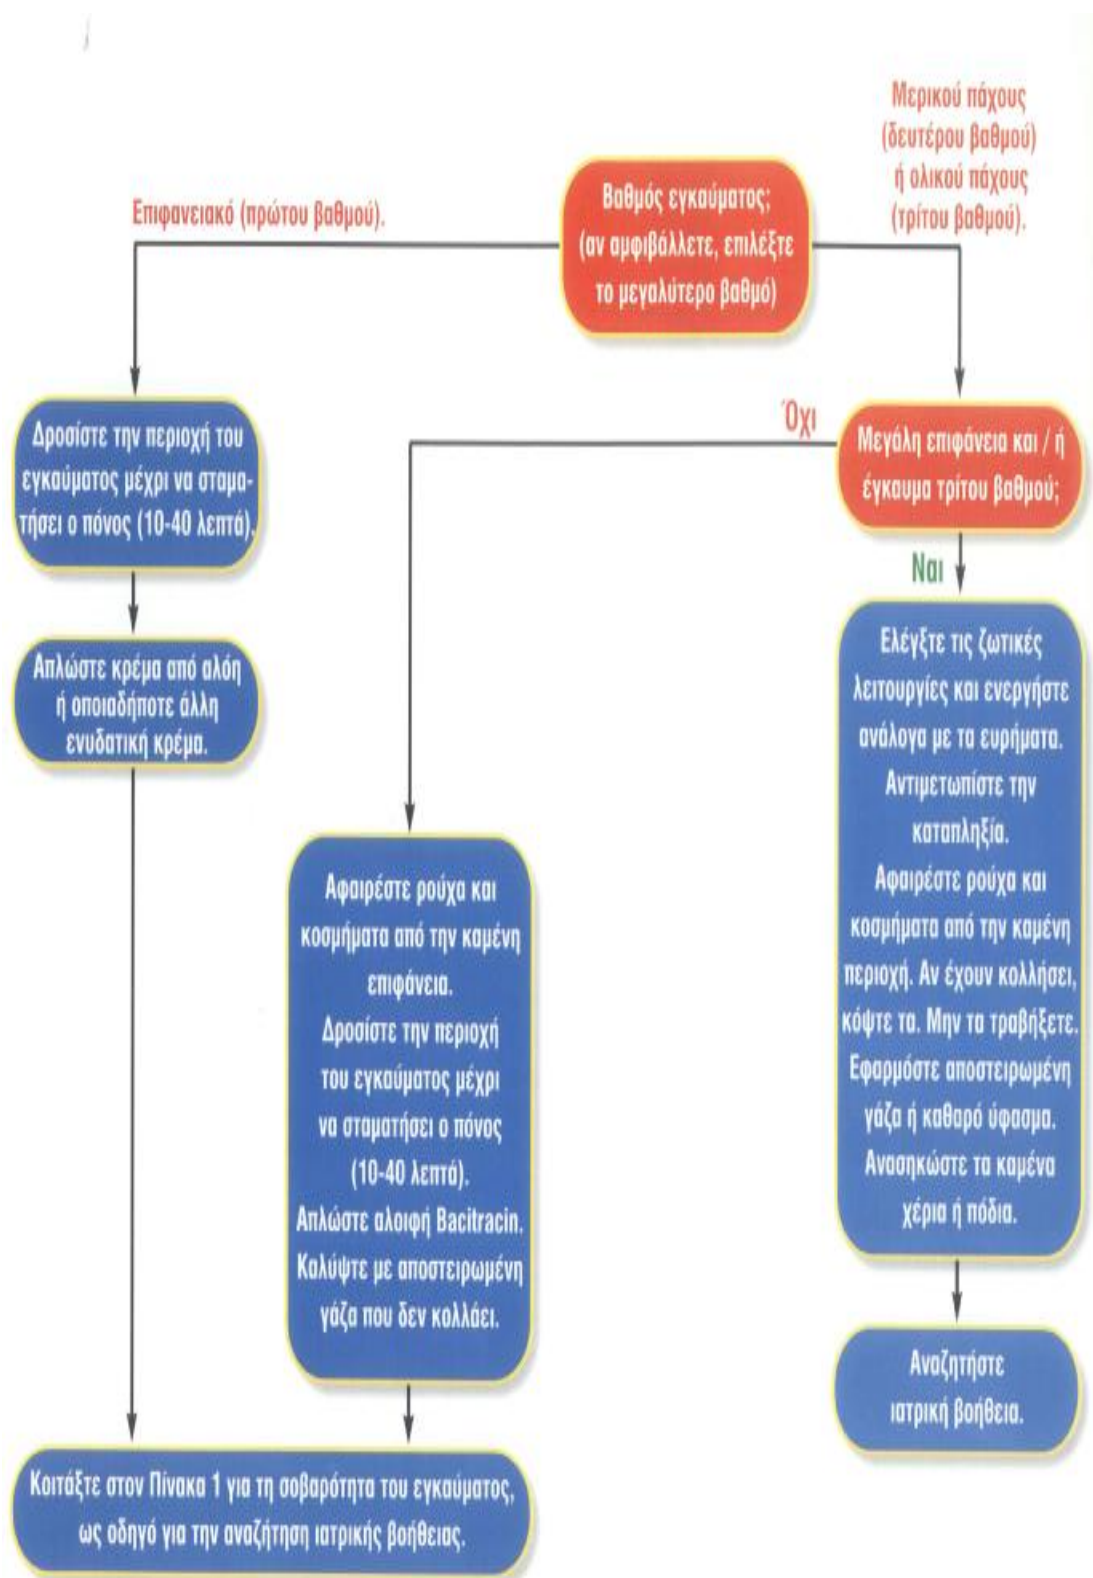 Μερικού πάχους
(δευτέρου βαθμού)
ή ολικού πάχους
(τρίτου βαθμού).
Επιφανειακό (πρώτου βαθμού).
Βαθμός εγκαύματος;
(αν αμφιβάλλετε, επιλέξτε
το μεγαλύτερο βαθμό)
Δροσίστε την περιοχή του
εγκαύματος μέχρι να σταμα-
τήσει ο πόνος (10-40 λεπτά).
Όχι
Μεγάλη επιφάνεια και / ή
έγκαυμα τρίτου βαθμού;
Ναι
Απλώστε κρέμα από αλόη
ή οποιαδήποτε άλλη
ενυδατική κρέμα.
Ελέγξτε τις ζωτικές
λειτουργίες και ενεργήστε
ανάλογα με τα ευρήματα.
Αντιμετωπίστε την
καταπληξία.
Αφαιρέστε ρούχα και
κοσμήματα από την καμένη
περιοχή. Αν έχουν κολλήσει,
κόψτε τα. Μην τα τραβήξετε.
Εφαρμόστε αποστειρωμένη
γάζα ή καθαρό ύφασμα.
Ανασηκώστε τα καμένα
χέρια ή πόδια.
Αφαιρέστε ρούχα και
κοσμήματα από την καμένη
επιφάνεια.
Δροσίστε την περιοχή
του εγκαύματος μέχρι
να σταματήσει ο πόνος
(10-40 λεπτά).
Απλώστε αλοιφή Bacitracin.
Καλύψτε με αποστειρωμένη
γάζα που δεν κολλάει.
Αναζητήστε
ιατρική βοήθεια.
Κοιτάξτε στον Πίνακα 1 για τη σοβαρότητα του εγκαύματος,
ως οδηγό για την αναζήτηση ιατρικής βοήθειας.